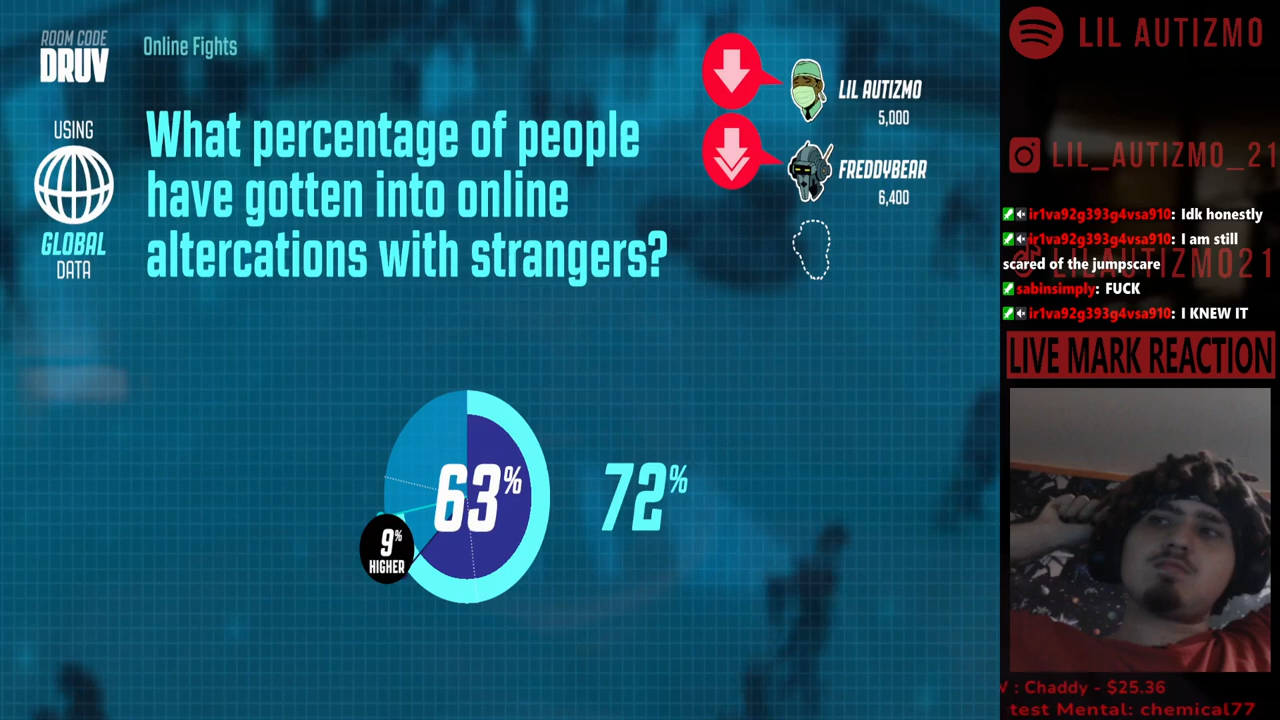 ROOM CODE
DRUV
Online Fights
USING
GLOBAL
DATA
What percentage of people
have gotten into online
altercations with strangers?
LIL AUTIZMO
5,000
FREDDYBEAR
6,400
63%
72%
9%
HIGHER
LIL AUTIZMO
LIL_AUTIZMO_21
LILAUTIZMO21
ir1va92g393g4vsa910: Idk honestly
ir1va92g393g4vsa910: I am still
scared of the jumpscare
sabinsimply: FUCK
ir1va92g393g4vsa910: I KNEW IT
LIVE MARK REACTION
: Chaddy - $25.36
test Mental: chemical77